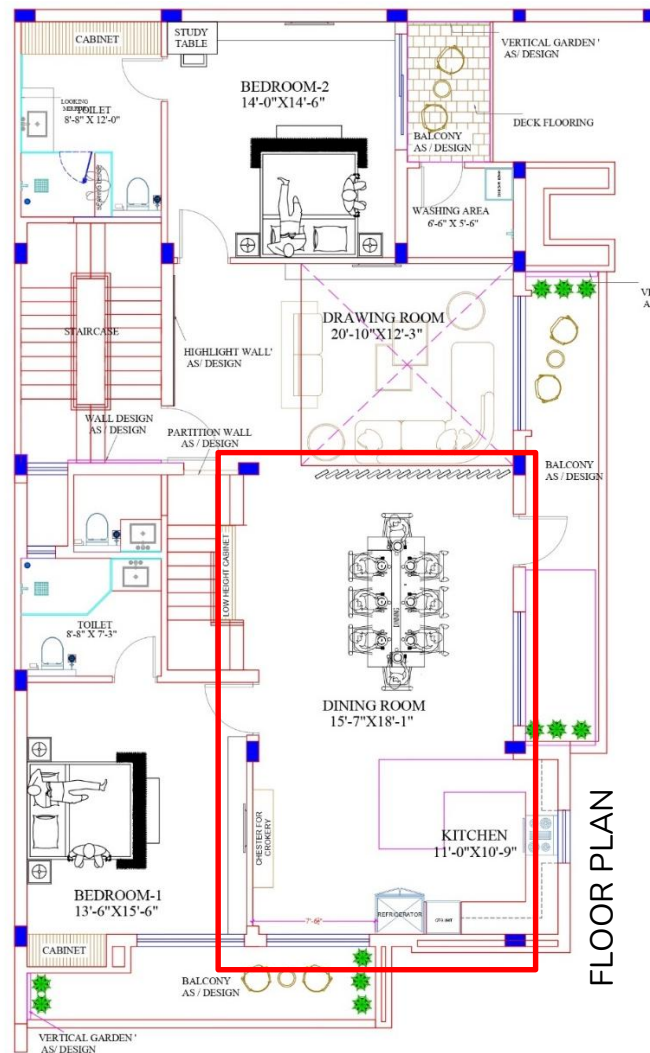 CABINET
STUDY
TABLE
VERTICAL GARDEN '
AS/ DESIGN
BEDROOM-2
14'-0"X14'-6"
LOOKING
TOILET
8'-8" X 12'-0"
DECK FLOORING
BALCONY
AS / DESIGN
WASHING AREA
6'-6" X 5'-6"
DRAWING ROOM
20'-10"X12'-3"
STAIRCASE
HIGHLIGHT WALL'
AS/ DESIGN
WALL DESIGN
AS / DESIGN
PARTITION WALL
AS / DESIGN
BALCONY
AS / DESIGN
LOW HEIGHT CABINET
DINING
TOILET
8'-8" X 7'-3"
DINING ROOM
15'-7"X18'-1"
CHESTER FOR
CROKERY
KITCHEN
11'-0"X10'-9"
FLOOR PLAN
BEDROOM-1
13'-6"X15'-6"
REFRIGERATOR
CABINET
BALCONY
AS / DESIGN
VERTICAL GARDEN '
AS/ DESIGN